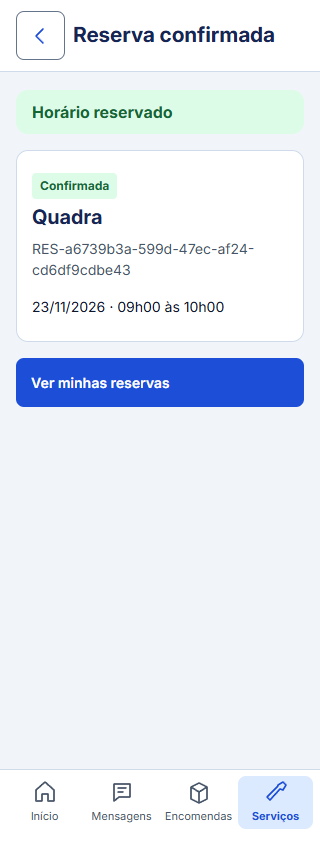 Reserva confirmada
Horário reservado
Confirmada
Quadra
RES-a6739b3a-599d-47ec-af24-
cd6df9cdbe43
23/11/2026 · 09h00 às 10h00
Ver minhas reservas
Início
Mensagens
Encomendas
Serviços